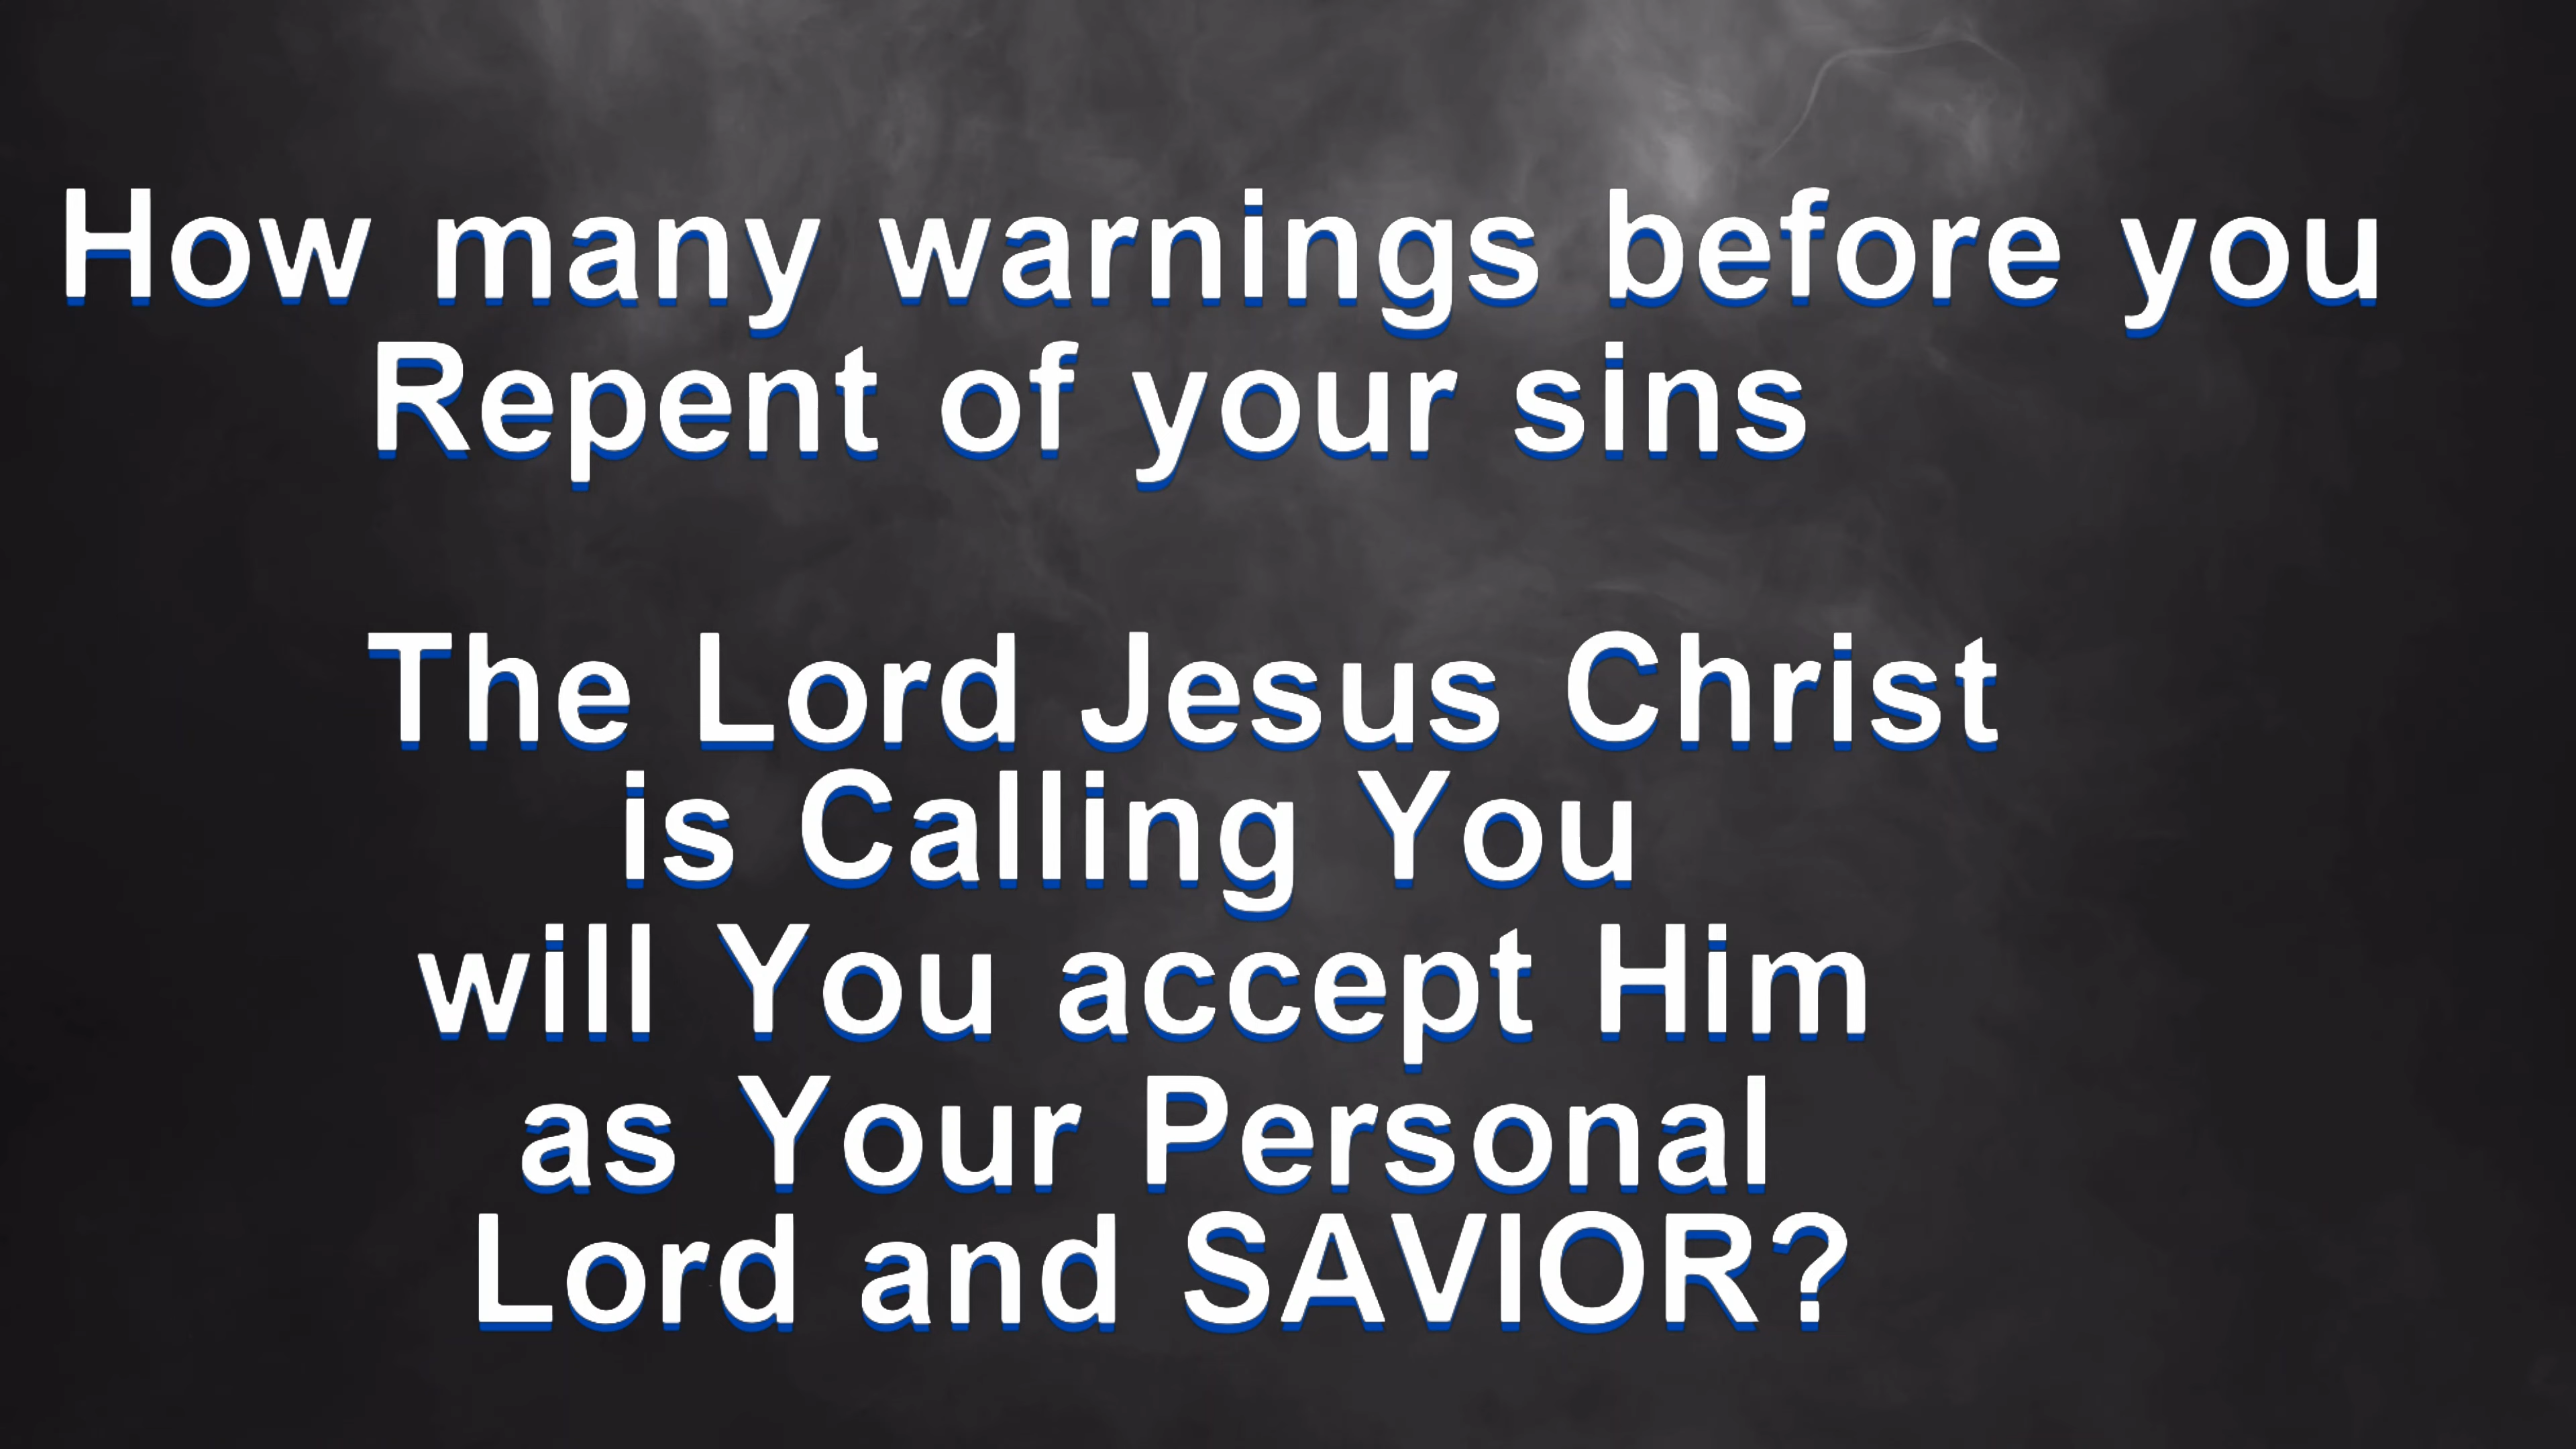 How many warnings before you
Repent of your sins
The Lord Jesus Christ
is Calling You
will You accept Him
as Your Personal
Lord and SAVIOR?